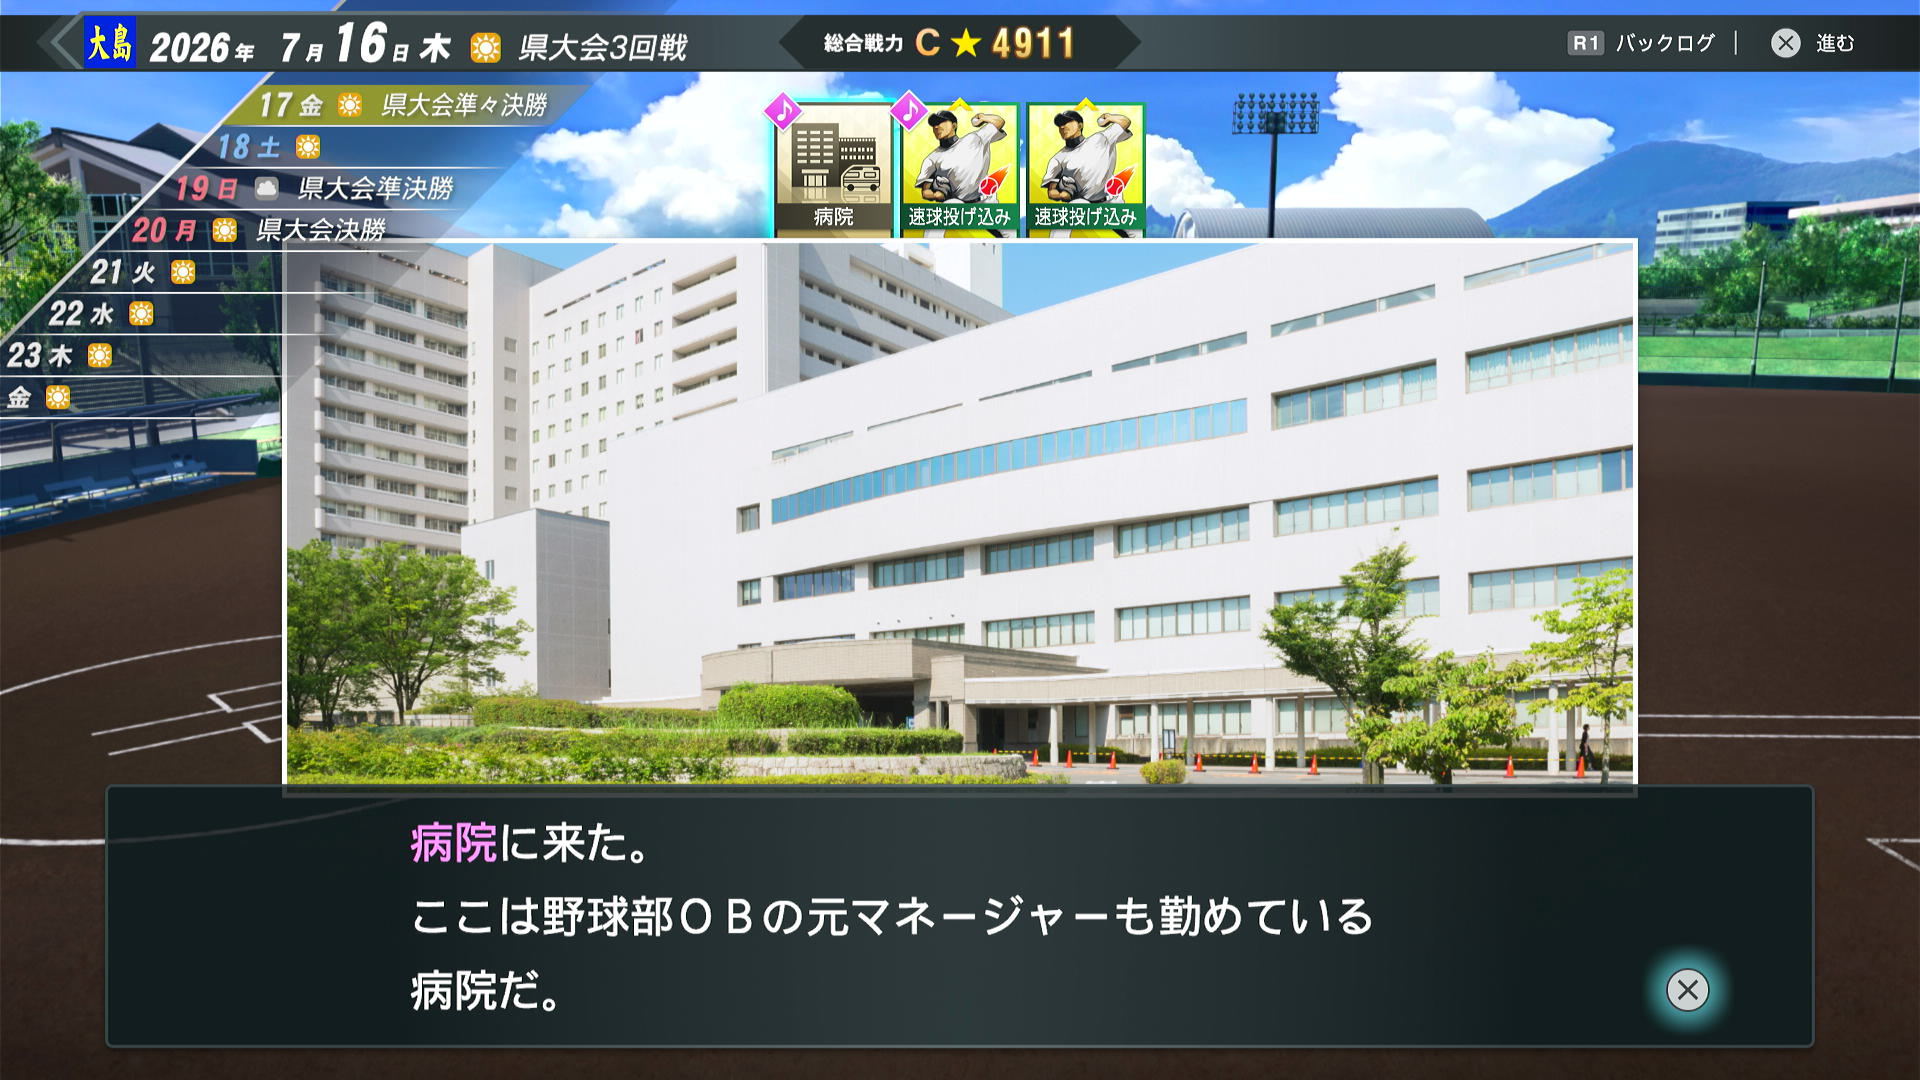 大島 2026年 7月16日 木 県大会3回戦
総合戦力 C ★ 4911
R1 バックログ | ⊗ 進む
17 金 県大会準々決勝
18 土
19 日 県大会準決勝
20 月 県大会決勝
21 火
22 水
23 木
金
病院
速球投げ込み
速球投げ込み
病院に来た。
ここは野球部ＯＢの元マネージャーも勤めている
病院だ。